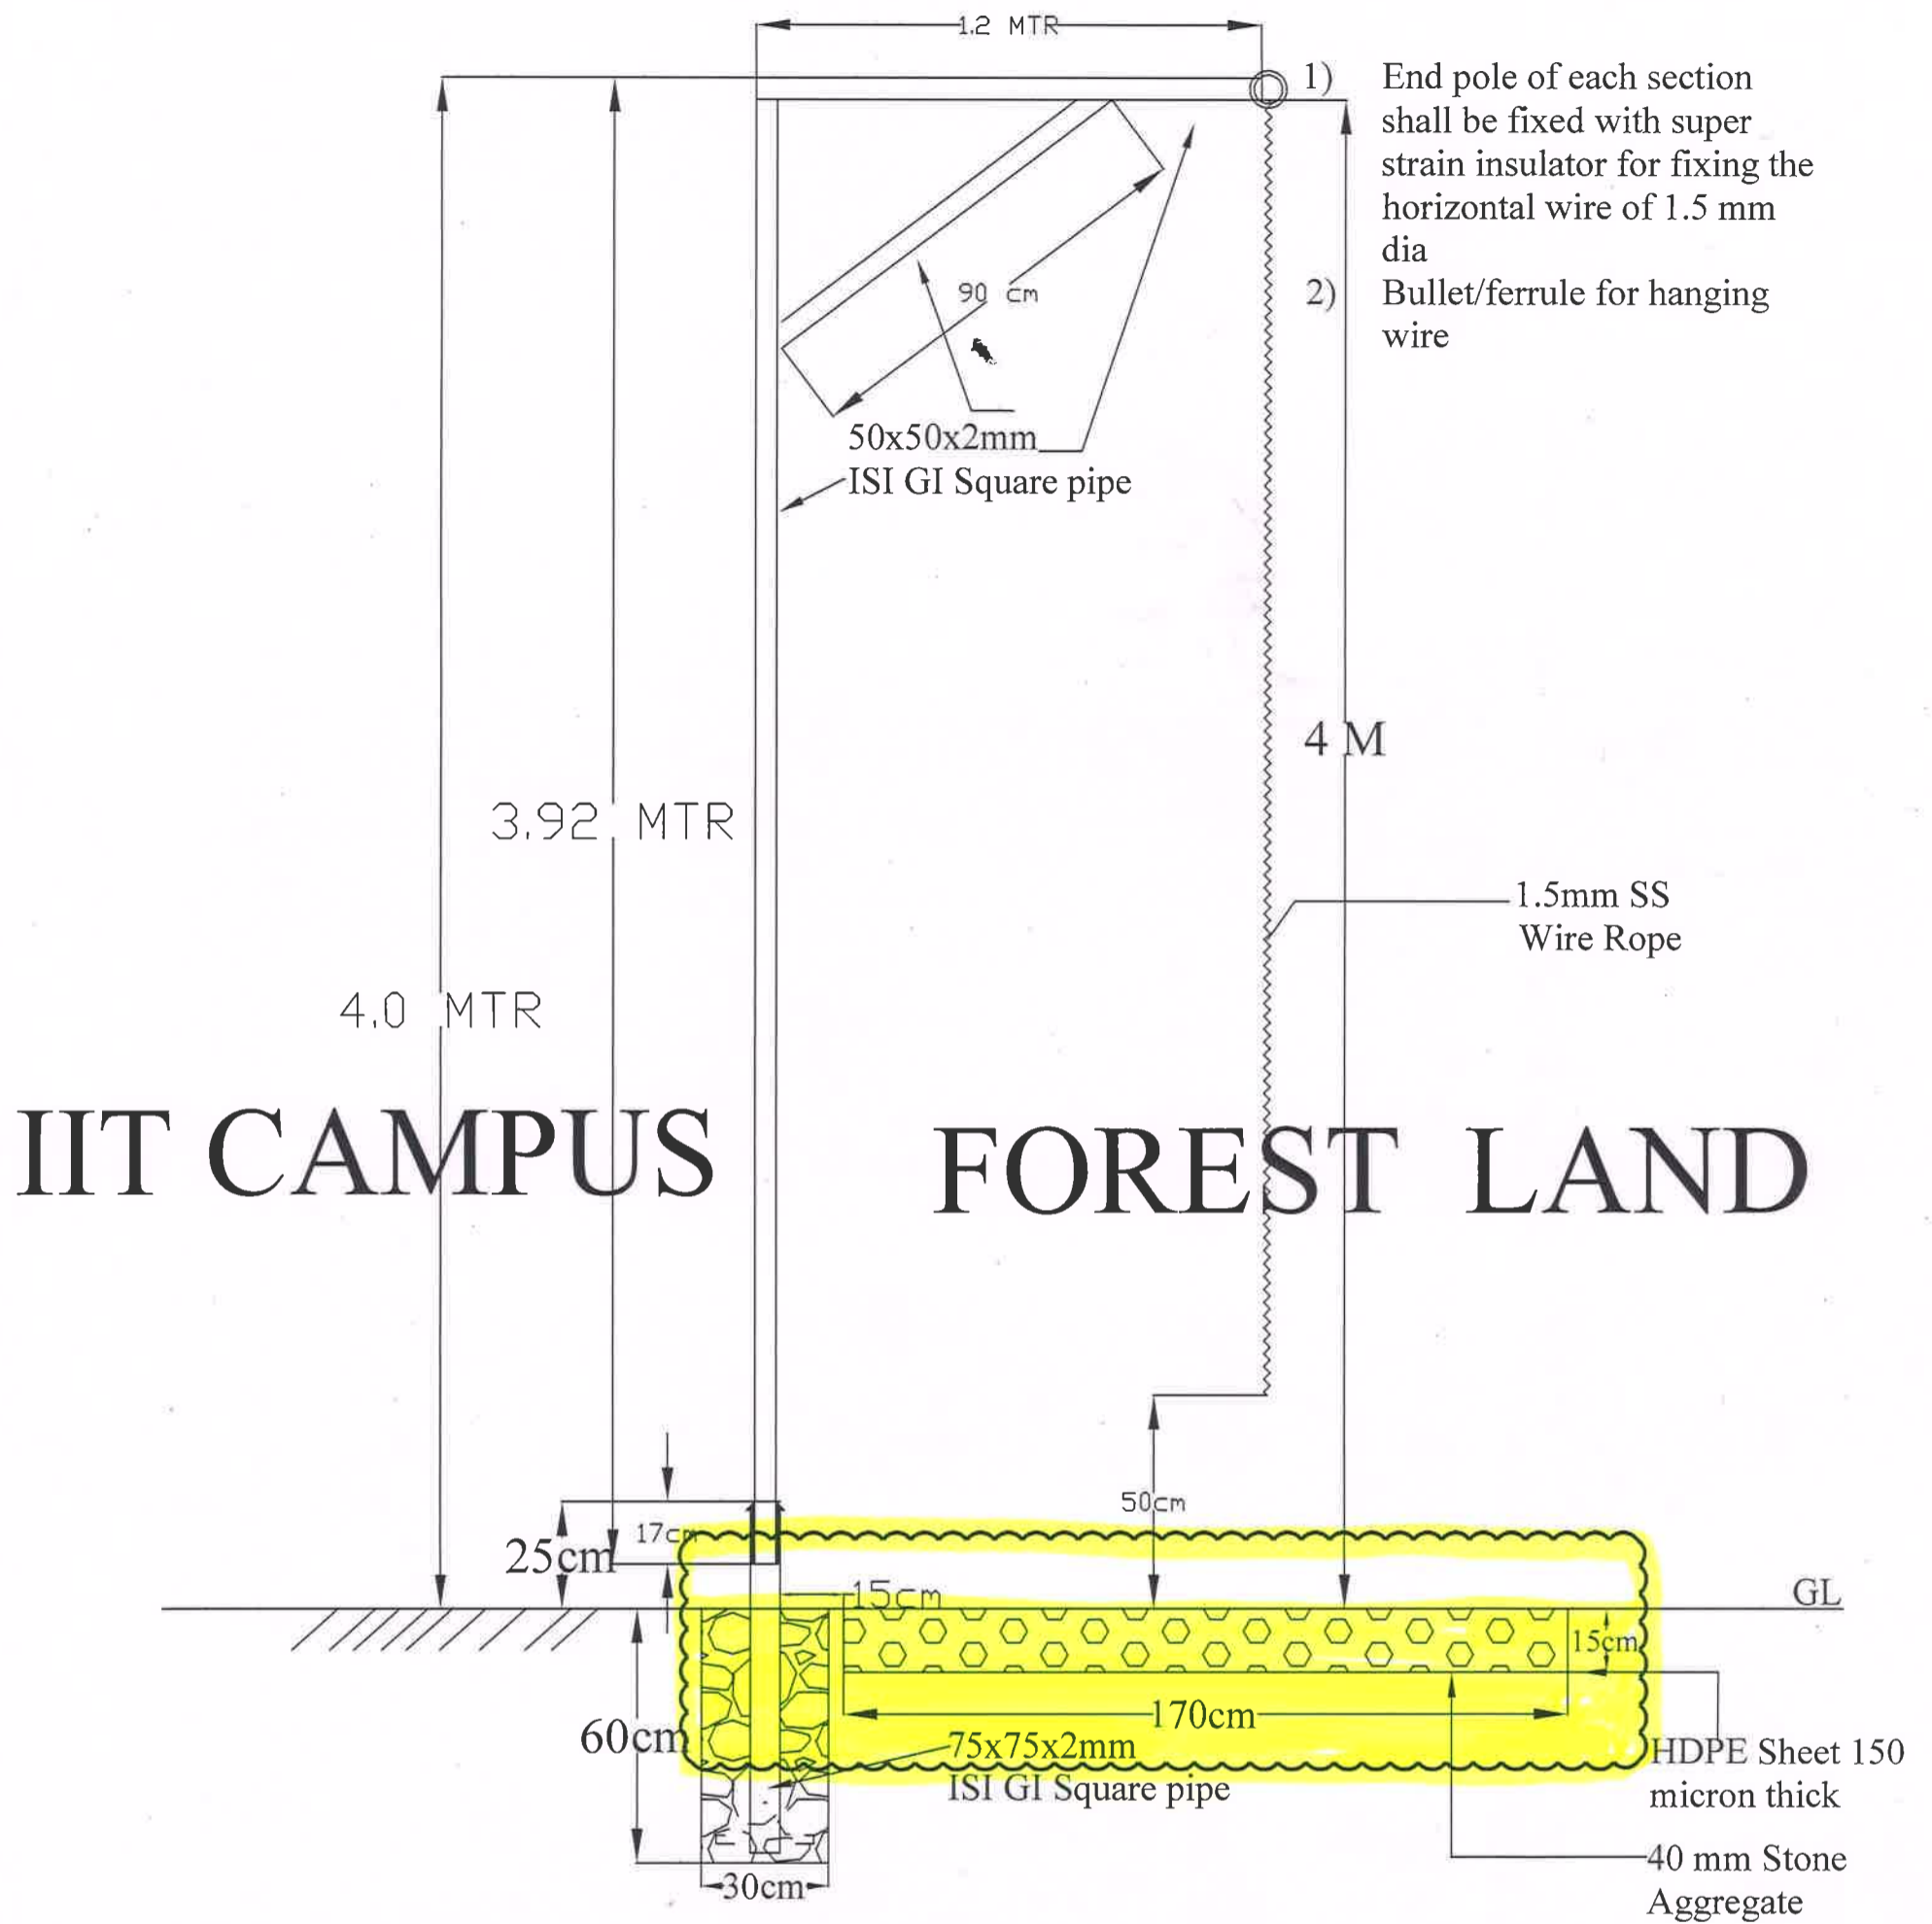 1.2 MTR
1) End pole of each section
shall be fixed with super
strain insulator for fixing the
horizontal wire of 1.5 mm
dia
2) Bullet/ferrule for hanging
wire
90 cm
50x50x2mm
ISI GI Square pipe
4 M
3.92 MTR
1.5mm SS
Wire Rope
4.0 MTR
IIT CAMPUS
FOREST LAND
50cm
17cm
25cm
15cm
GL
15cm
170cm
60cm
75x75x2mm
ISI GI Square pipe
HDPE Sheet 150
micron thick
40 mm Stone
Aggregate
30cm